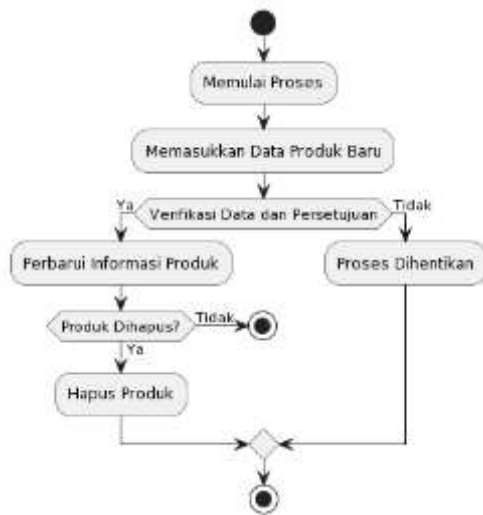 Memulai Proses
Memasukkan Data Produk Baru
Ya
Verifikasi Data dan Persetujuan
Tidak
Perbarui Informasi Produk
Proses Dihentikan
Produk Dihapus?
Tidak
Ya
Hapus Produk